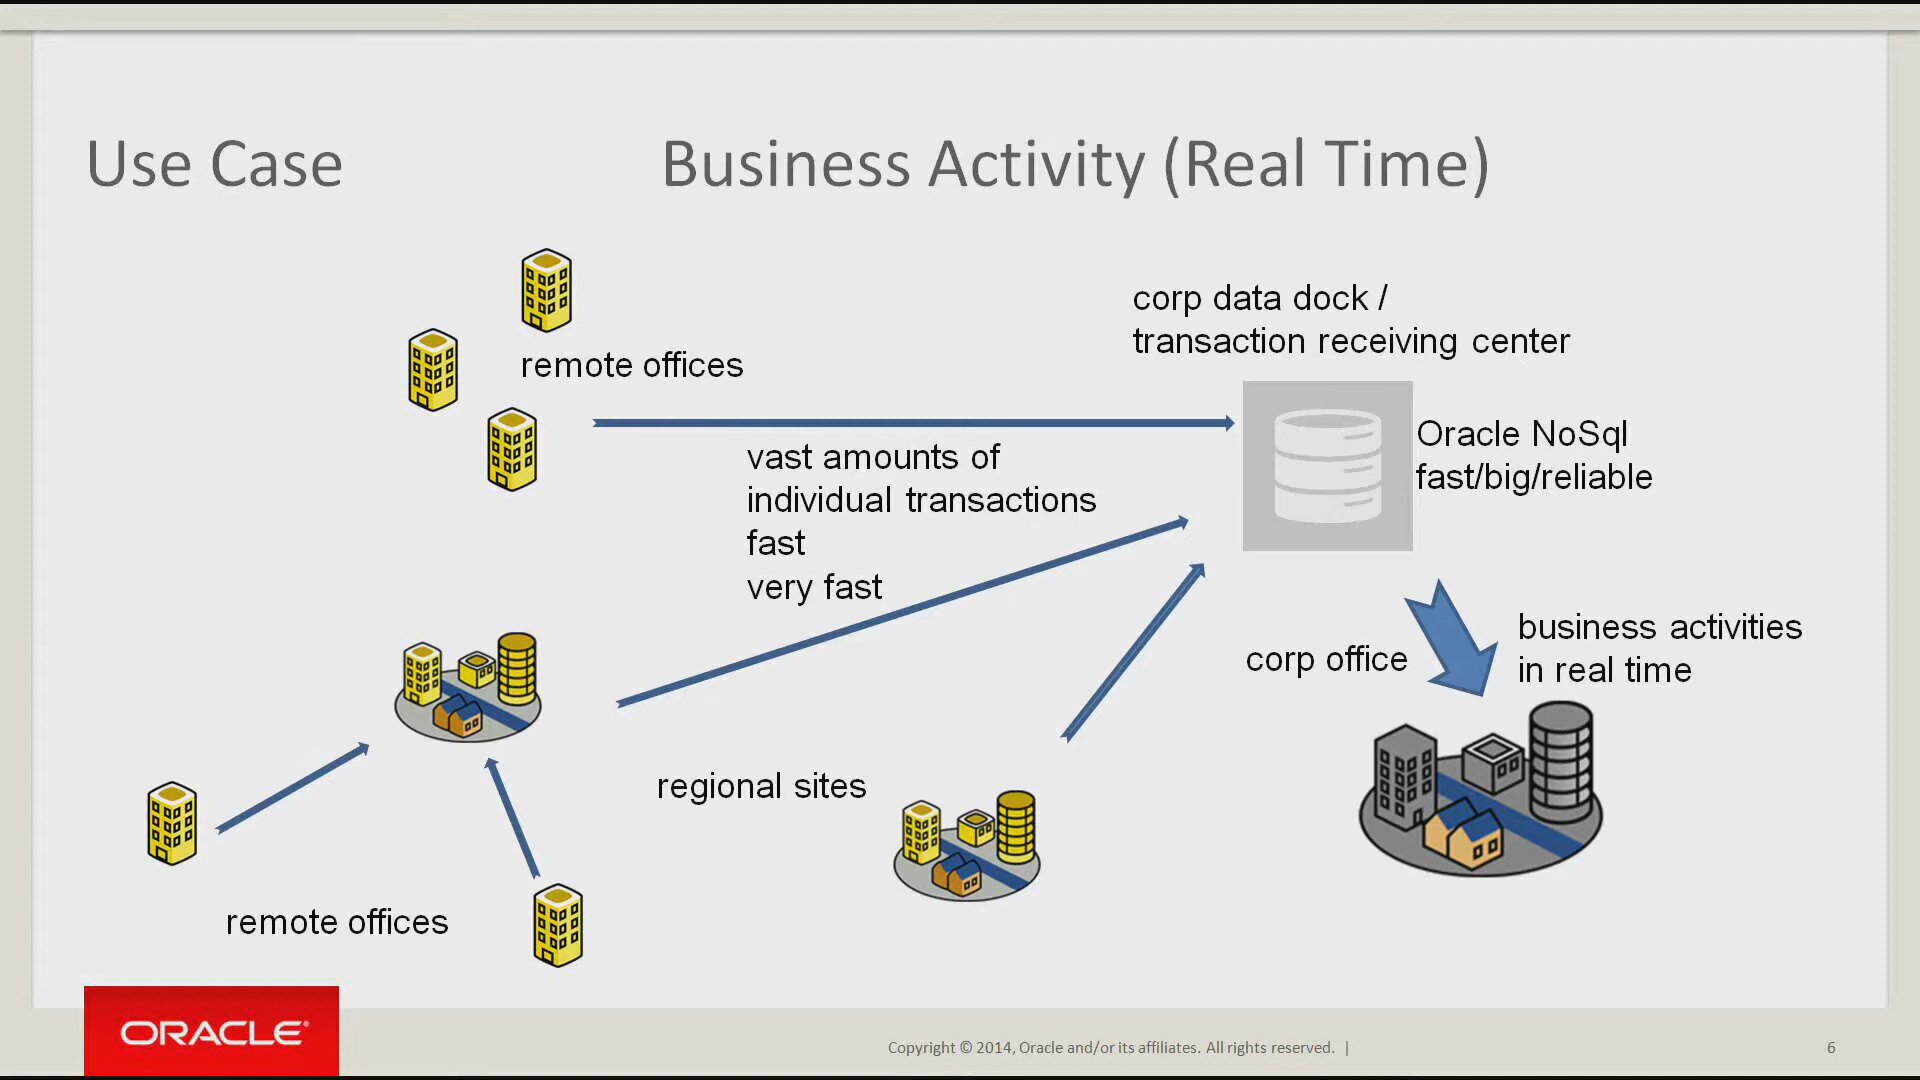 Use Case
Business Activity (Real Time)
remote offices
corp data dock /
transaction receiving center
Oracle NoSql
fast/big/reliable
vast amounts of
individual transactions
fast
very fast
corp office
business activities
in real time
regional sites
remote offices
ORACLE®
Copyright © 2014, Oracle and/or its affiliates. All rights reserved. |
6